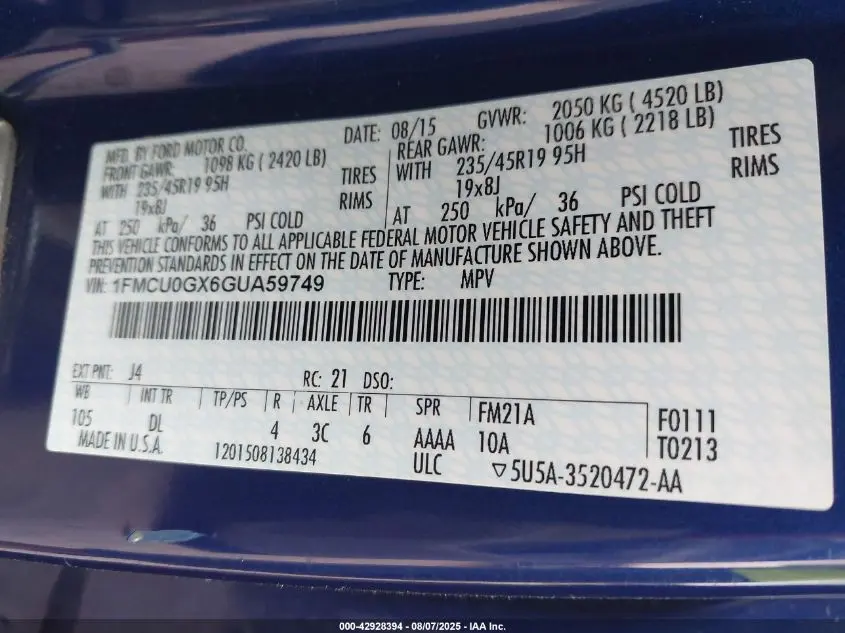 MFD. BY FORD MOTOR CO. DATE: 08/15 GVWR: 2050 KG ( 4520 LB)
FRONT GAWR: 1098 KG ( 2420 LB) REAR GAWR: 1006 KG ( 2218 LB)
WITH 235/45R19 95H TIRES WITH 235/45R19 95H TIRES
19x8J RIMS 19x8J RIMS
AT 250 kPa/ 36 PSI COLD AT 250 kPa/ 36 PSI COLD
THIS VEHICLE CONFORMS TO ALL APPLICABLE FEDERAL MOTOR VEHICLE SAFETY AND THEFT
PREVENTION STANDARDS IN EFFECT ON THE DATE OF MANUFACTURE SHOWN ABOVE.
VIN: 1FMCU0GX6GUA59749 TYPE: MPV
EXT PNT: J4 RC: 21 DSO:
WB INT TR TP/PS R AXLE TR SPR FM21A F0111
105 DL 4 3C 6 AAAA 10A T0213
MADE IN U.S.A. 1201508138434 ULC ▽5U5A-3520472-AA
000-42928394 - 08/07/2025 - IAA Inc.